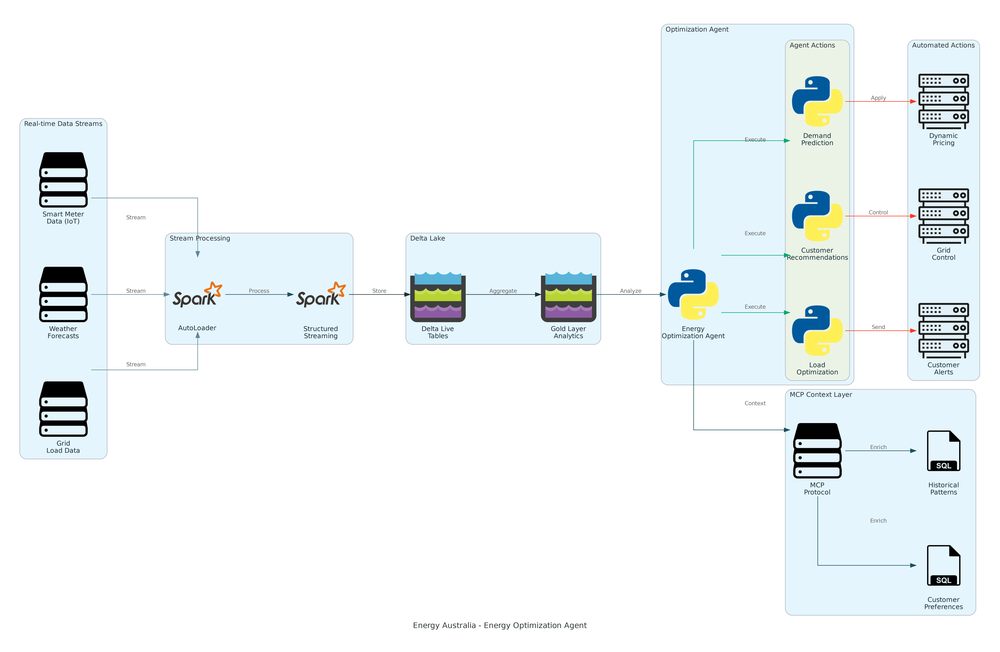 Real-time Data Streams
Smart Meter
Data (IoT)
Weather
Forecasts
Grid
Load Data
Stream
Stream
Stream
Stream Processing
Spark
AutoLoader
Process
Spark
Structured
Streaming
Store
Delta Lake
Delta Live
Tables
Aggregate
Gold Layer
Analytics
Analyze
Optimization Agent
Energy
Optimization Agent
Execute
Execute
Execute
Agent Actions
Demand
Prediction
Customer
Recommendations
Load
Optimization
Apply
Control
Send
Automated Actions
Dynamic
Pricing
Grid
Control
Customer
Alerts
Context
MCP Context Layer
MCP
Protocol
Enrich
Enrich
SQL
Historical
Patterns
SQL
Customer
Preferences
Energy Australia - Energy Optimization Agent